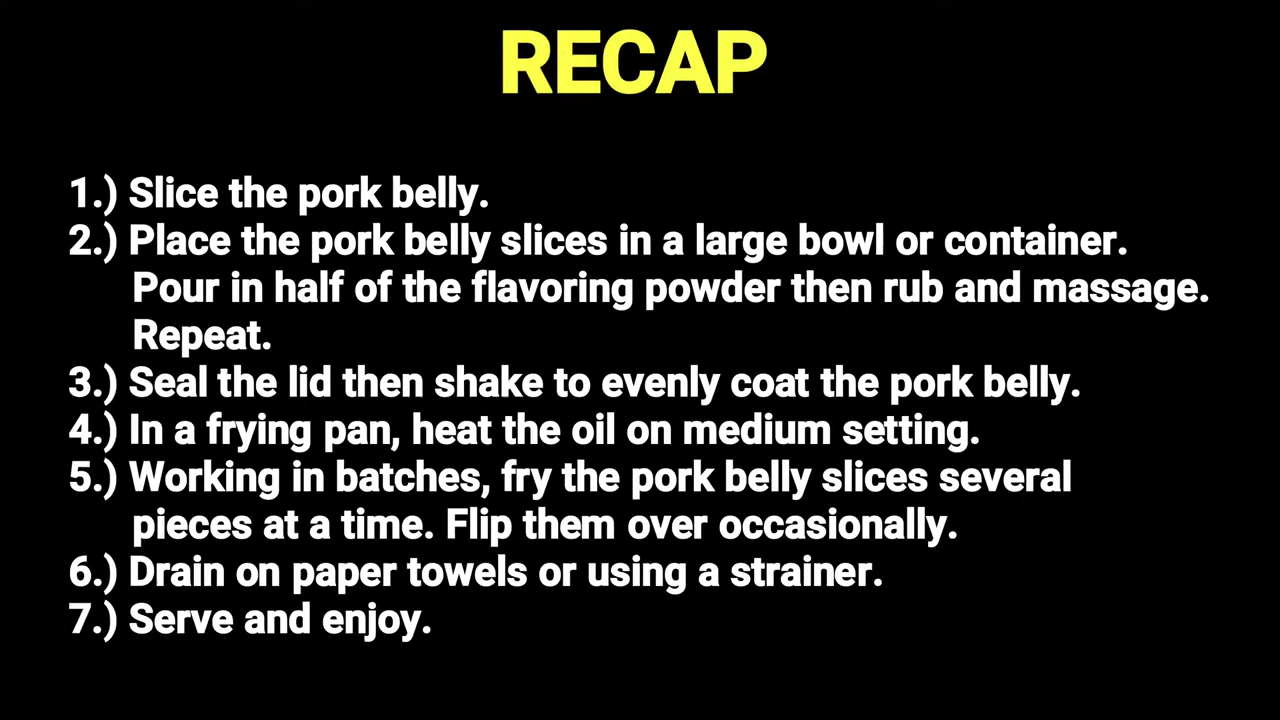 RECAP
1.) Slice the pork belly.
2.) Place the pork belly slices in a large bowl or container.
Pour in half of the flavoring powder then rub and massage.
Repeat.
3.) Seal the lid then shake to evenly coat the pork belly.
4.) In a frying pan, heat the oil on medium setting.
5.) Working in batches, fry the pork belly slices several
pieces at a time. Flip them over occasionally.
6.) Drain on paper towels or using a strainer.
7.) Serve and enjoy.